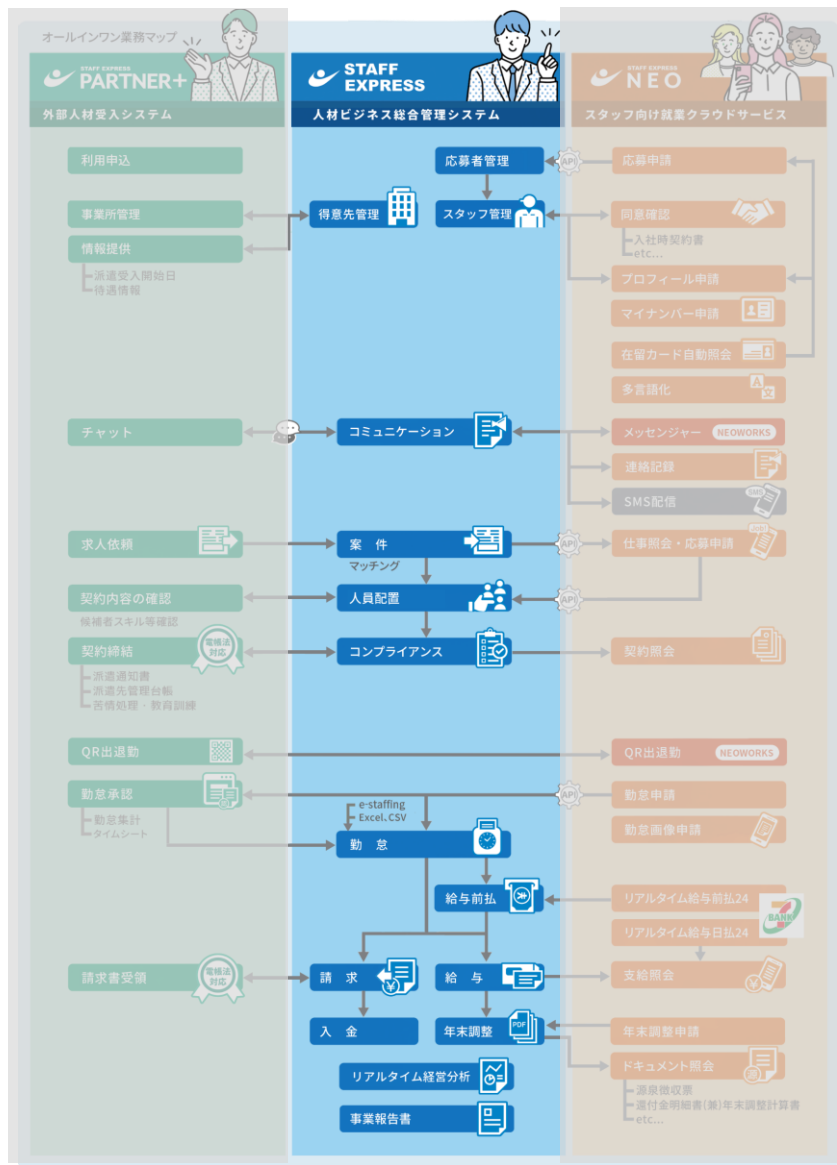 オールインワン業務マップ
STAFF EXPRESS
PARTNER+
外部人材受入システム
利用申込
事業所管理
情報提供
派遣受入開始日
待遇情報
チャット
求人依頼
契約内容の確認
候補者スキル等確認
契約締結
電帳法
対応
派遣通知書
派遣先管理台帳
苦情処理・教育訓練
QR出退勤
勤怠承認
勤怠集計
タイムシート
請求書受領
電帳法
対応
STAFF
EXPRESS
人材ビジネス総合管理システム
応募者管理
得意先管理
スタッフ管理
コミュニケーション
案 件
マッチング
人員配置
コンプライアンス
e-staffing
Excel.CSV
勤 怠
給与前払
請 求
¥
給 与
入 金
年末調整
PDF
リアルタイム経営分析
事業報告書
STAFF EXPRESS
NEO
スタッフ向け就業クラウドサービス
API
応募申請
同意確認
入社時契約書
etc...
プロフィール申請
マイナンバー申請
在留カード自動照会
多言語化
A
文
メッセンジャー
NEOWORKS
連絡記録
SMS配信
SMS
API
仕事照会・応募申請
Job!
API
契約照会
QR出退勤
NEOWORKS
API
勤怠申請
勤怠画像申請
リアルタイム給与前払24
リアルタイム給与日払24
7
BANK
支給照会
¥
年末調整申請
ドキュメント照会
源泉徴収票
還付金明細書(兼)年末調整計算書
etc...